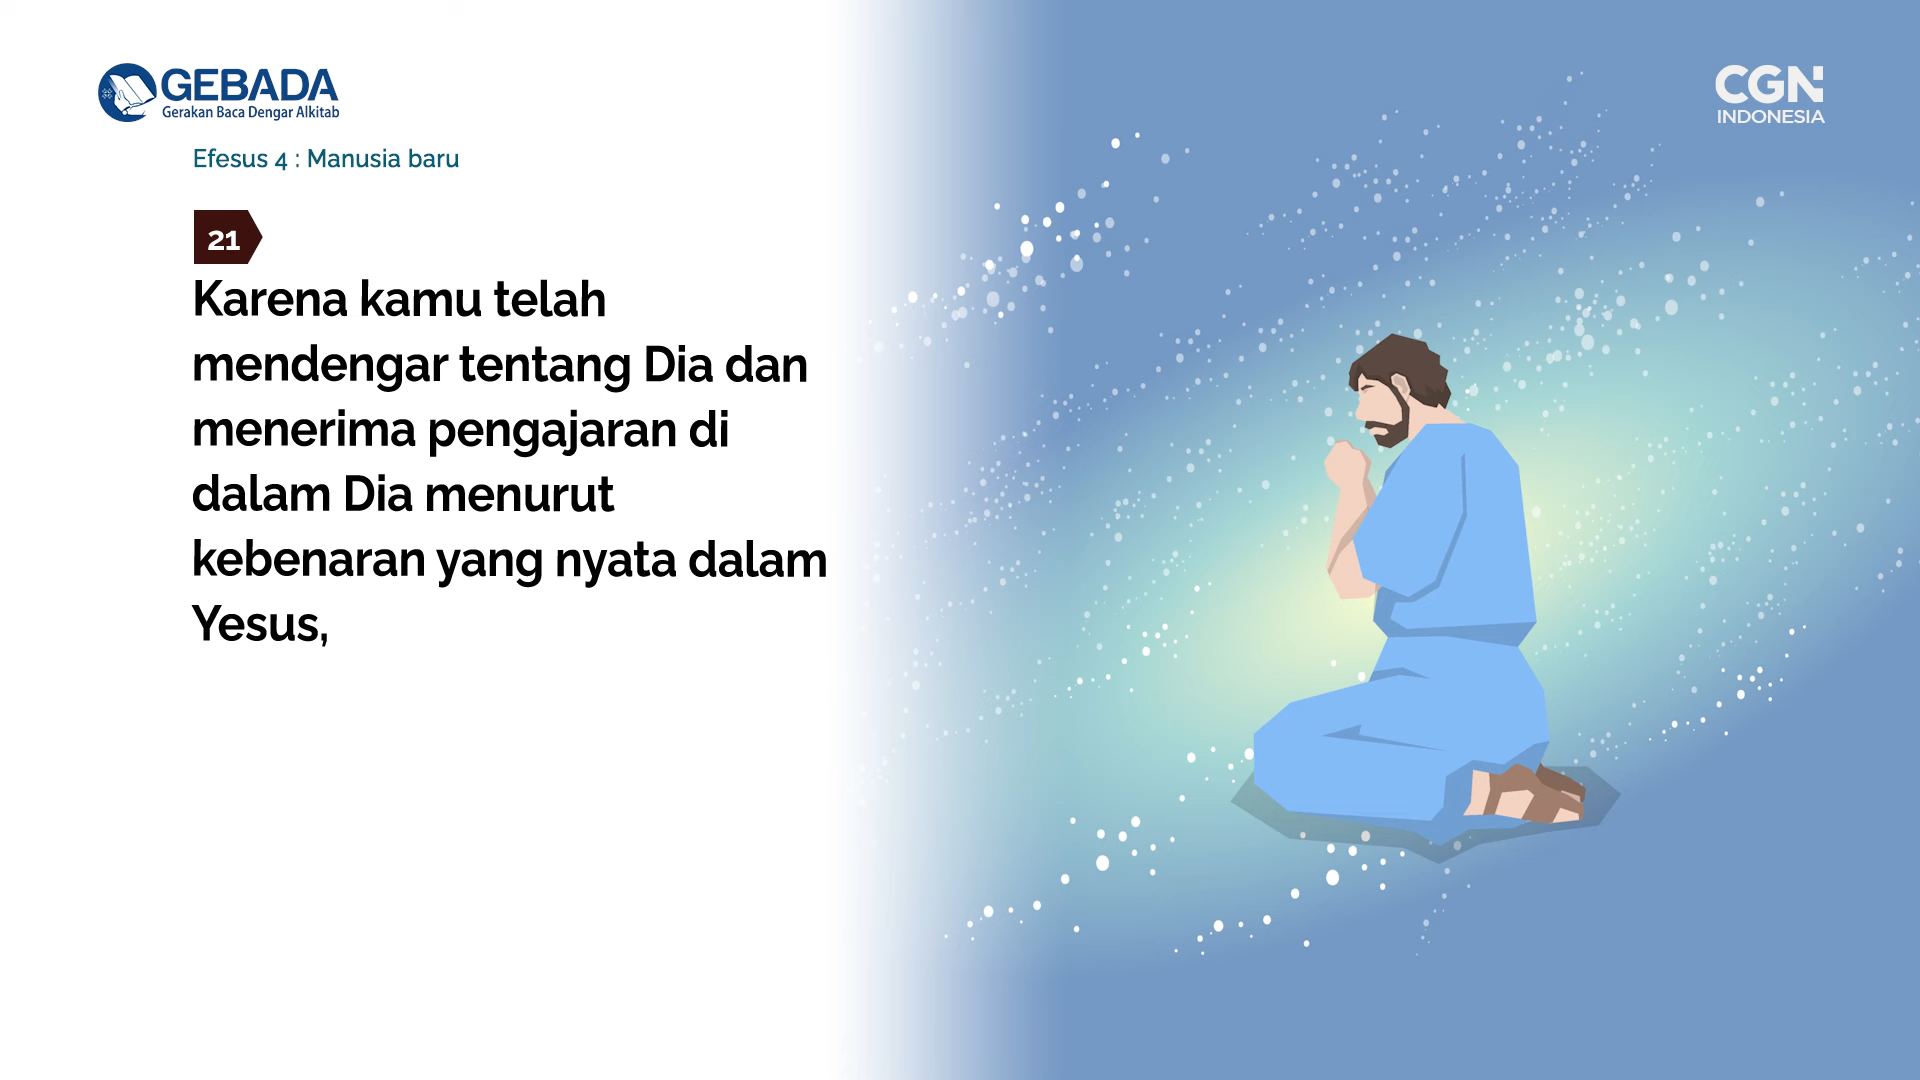 GEBADA
Gerakan Baca Dengar Alkitab
CGN
INDONESIA
Efesus 4 : Manusia baru
21
Karena kamu telah
mendengar tentang Dia dan
menerima pengajaran di
dalam Dia menurut
kebenaran yang nyata dalam
Yesus,